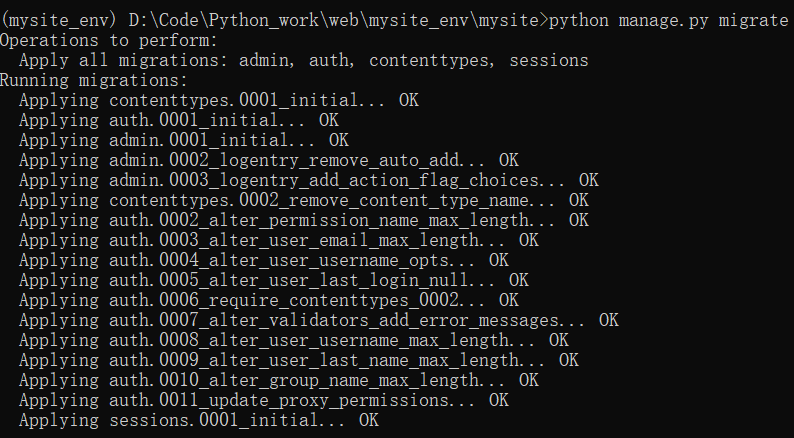 (mysite_env) D:\Code\Python_work\web\mysite_env\mysite>python manage.py migrate
Operations to perform:
  Apply all migrations: admin, auth, contenttypes, sessions
Running migrations:
  Applying contenttypes.0001_initial... OK
  Applying auth.0001_initial... OK
  Applying admin.0001_initial... OK
  Applying admin.0002_logentry_remove_auto_add... OK
  Applying admin.0003_logentry_add_action_flag_choices... OK
  Applying contenttypes.0002_remove_content_type_name... OK
  Applying auth.0002_alter_permission_name_max_length... OK
  Applying auth.0003_alter_user_email_max_length... OK
  Applying auth.0004_alter_user_username_opts... OK
  Applying auth.0005_alter_user_last_login_null... OK
  Applying auth.0006_require_contenttypes_0002... OK
  Applying auth.0007_alter_validators_add_error_messages... OK
  Applying auth.0008_alter_user_username_max_length... OK
  Applying auth.0009_alter_user_last_name_max_length... OK
  Applying auth.0010_alter_group_name_max_length... OK
  Applying auth.0011_update_proxy_permissions... OK
  Applying sessions.0001_initial... OK